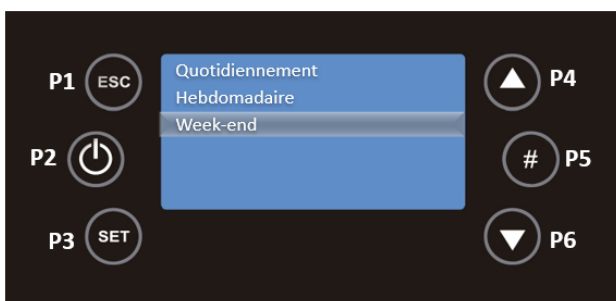 P1 ESC
P2
P3 SET
Quotidiennement
Hebdomadaire
Week-end
P4
# P5
P6